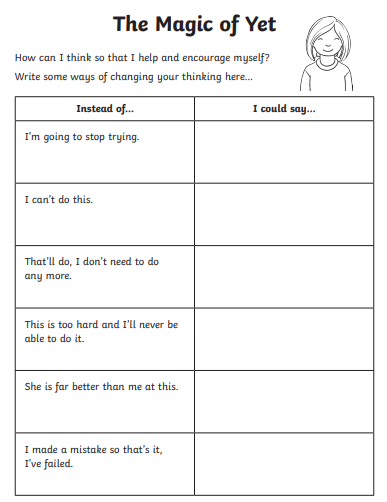 The Magic of Yet
How can I think so that I help and encourage myself?
Write some ways of changing your thinking here...
Instead of...
I could say...
I'm going to stop trying.
I can't do this.
That'll do, I don't need to do
any more.
This is too hard and I'll never be
able to do it.
She is far better than me at this.
I made a mistake so that's it,
I've failed.